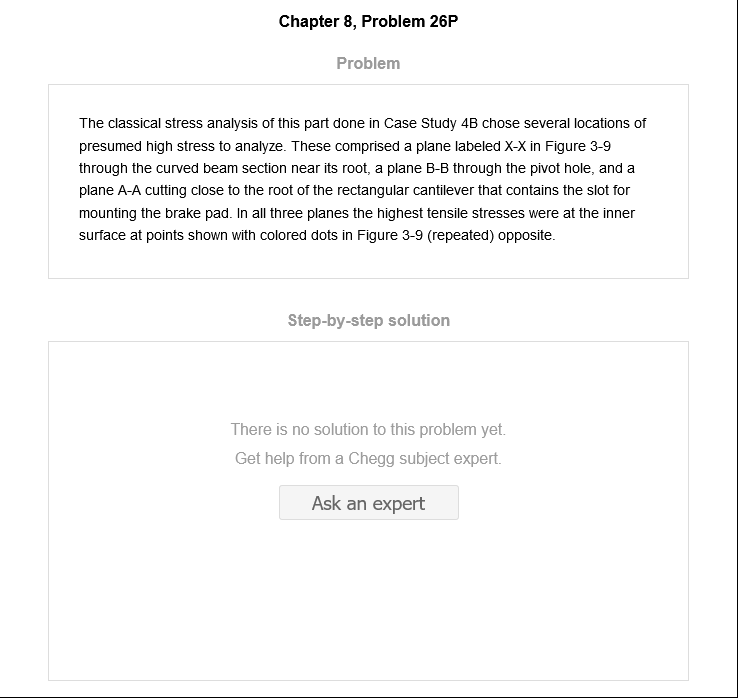 Chapter 8, Problem 26P
Problem
The classical stress analysis of this part done in Case Study 4B chose several locations of
presumed high stress to analyze. These comprised a plane labeled X-X in Figure 3-9
through the curved beam section near its root, a plane B-B through the pivot hole, and a
plane A-A cutting close to the root of the rectangular cantilever that contains the slot for
mounting the brake pad. In all three planes the highest tensile stresses were at the inner
surface at points shown with colored dots in Figure 3-9 (repeated) opposite.
Step-by-step solution
There is no solution to this problem yet.
Get help from a Chegg subject expert.
Ask an expert